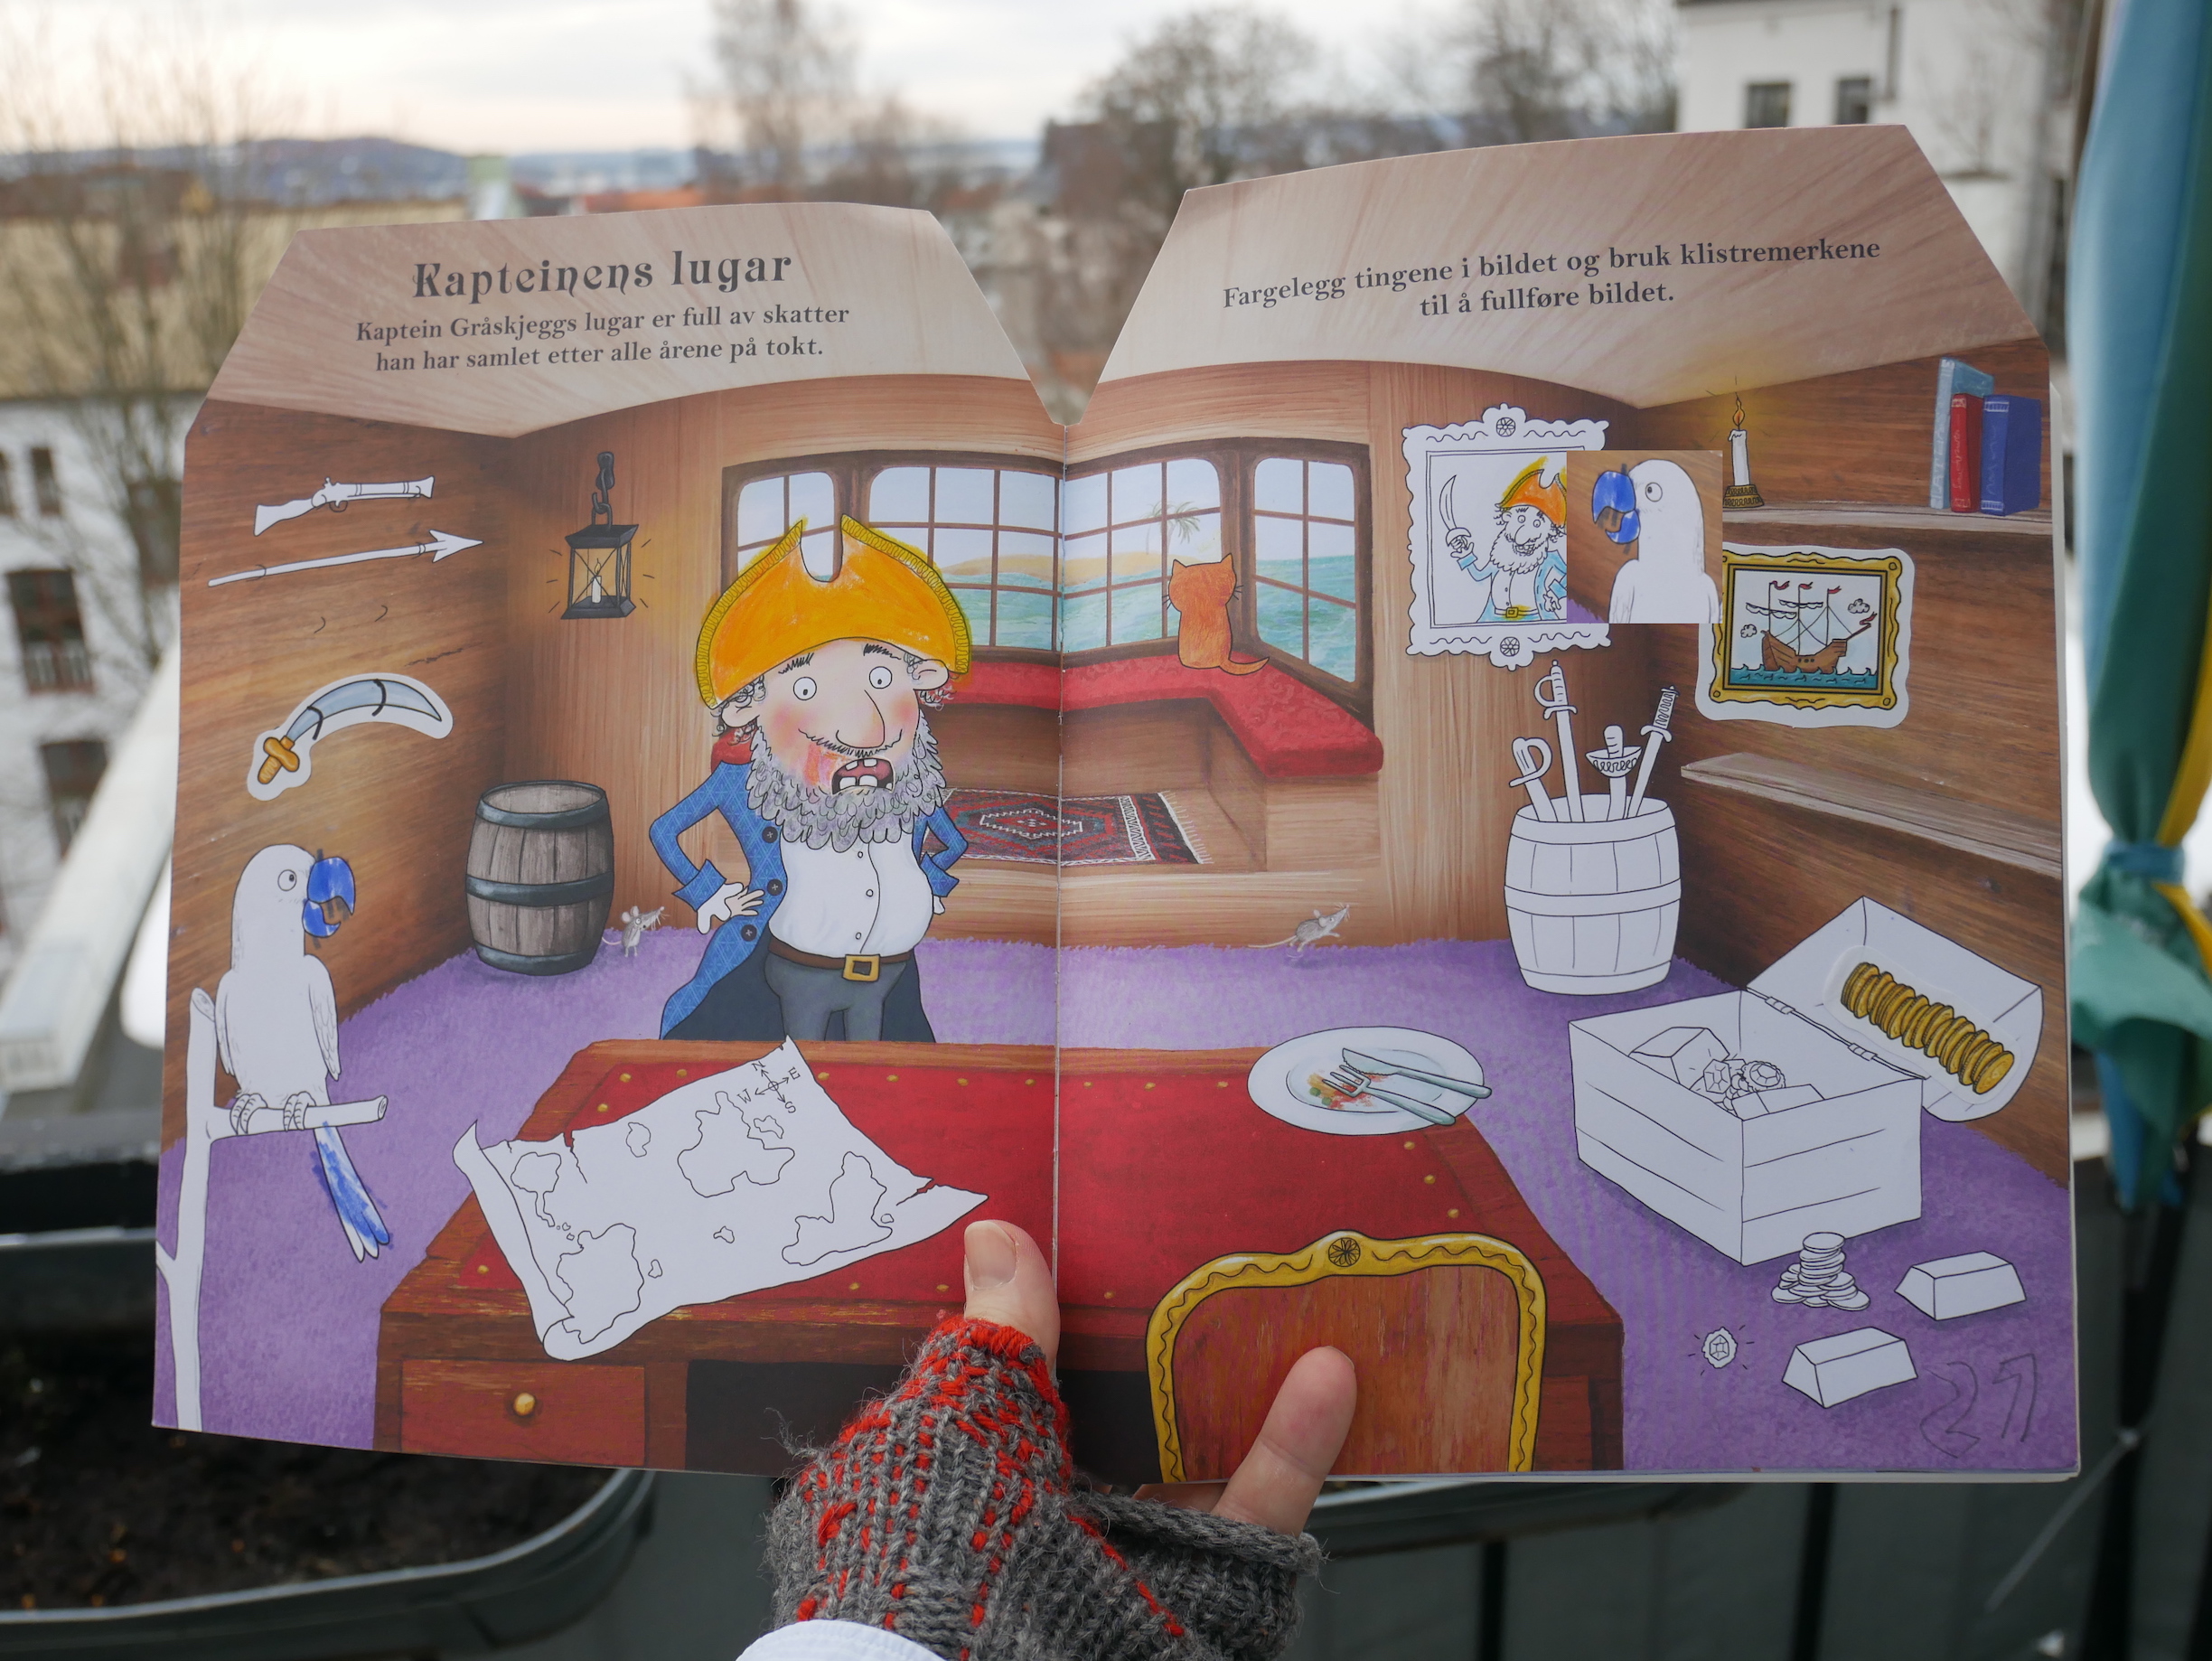 Kapteinens lugar
Kaptein Gråskjeggs lugar er full av skatter
han har samlet etter alle årene på tokt.
Fargelegg tingene i bildet og bruk klistremerkene
til å fullføre bildet.
N
E
W
S
27